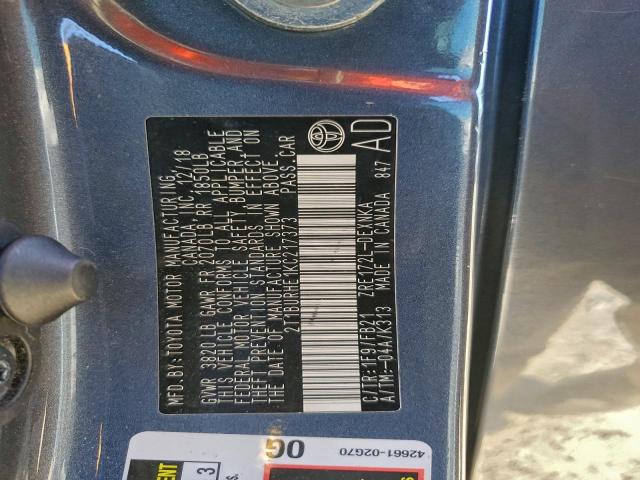 MFD.BY:TOYOTA MOTOR MANUFACTURING
CANADA INC. 12/18
GVWR 3820LB GAWR FR 2070LB RR 1850LB
THIS VEHICLE CONFORMS TO ALL APPLICABLE
FEDERAL MOTOR VEHICLE SAFETY, BUMPER AND
THEFT PREVENTION STANDARDS IN EFFECT ON
THE DATE OF MANUFACTURE SHOWN ABOVE.
2T1BURHE1KC217373 PASS.CAR
C/TR:1F9/FB21 ZRE172L-DEXNKA
A/TM:-04A/K313 MADE IN CANADA 847
AD
OG
42661-02G70
3